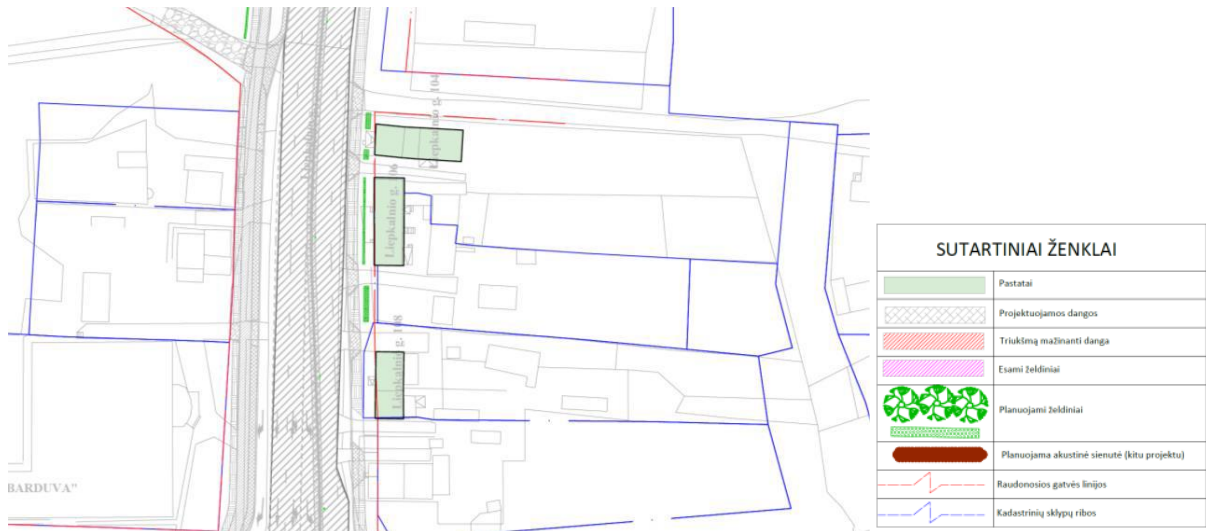 Liepkalnio g. 104
Liepkalnio g. 106
Liepkalnio g. 108
BARDUVA"
SUTARTINIAI ŽENKLAI
Pastatai
Projektuojamos dangos
Triukšmą mažinanti danga
Esami želdiniai
Planuojami želdiniai
Planuojama akustinė sienutė (kitu projektu)
Raudonosios gatvės linijos
Kadastrinių sklypų ribos